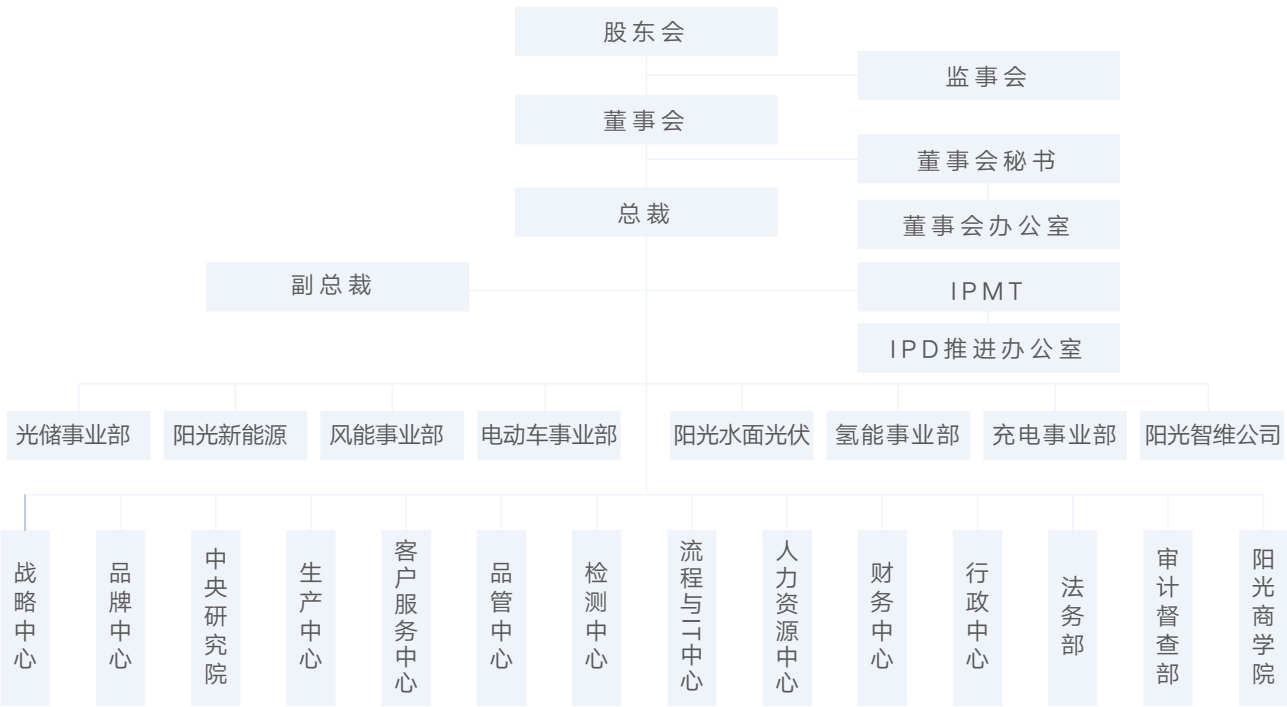 股东会
监事会
董事会
董事会秘书
总裁
董事会办公室
副总裁
IPMT
IPD推进办公室
光储事业部
阳光新能源
风能事业部
电动车事业部
阳光水面光伏
氢能事业部
充电事业部
阳光智维公司
战略中心
品牌中心
中央研究院
生产中心
客户服务中心
品管中心
检测中心
流程与IT中心
人力资源中心
财务中心
行政中心
法务部
审计督查部
阳光商学院